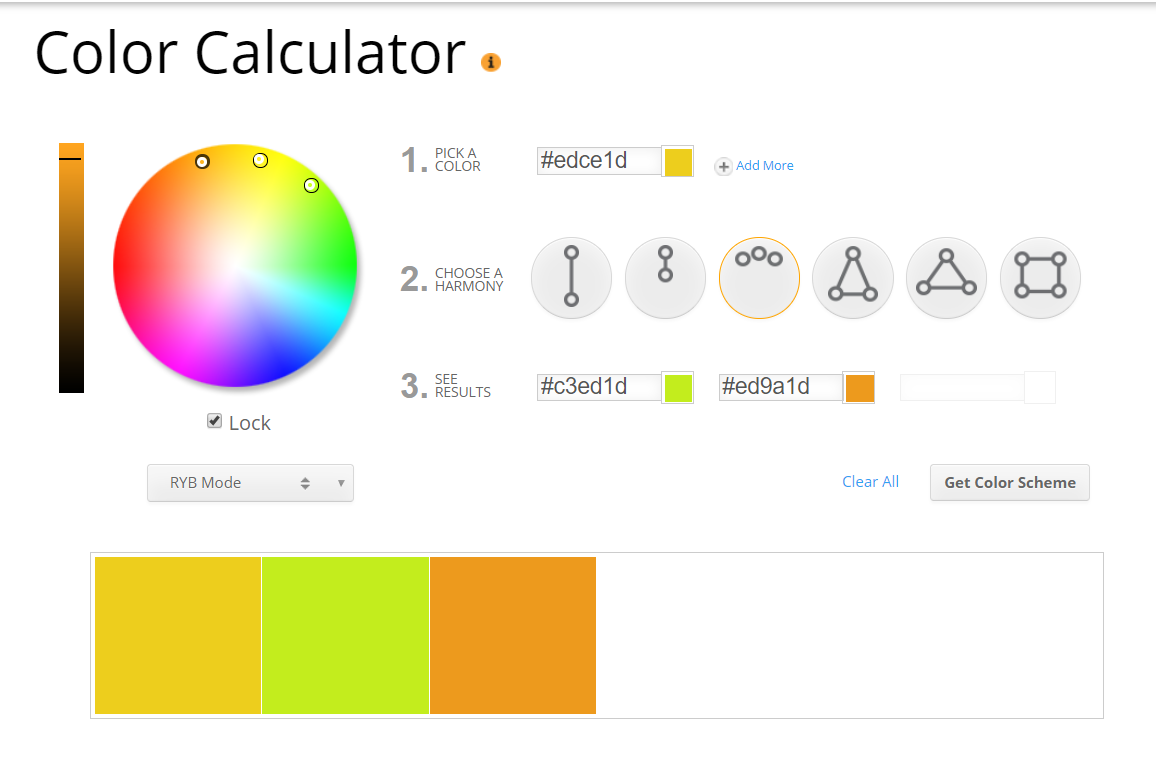 Color Calculator i
1. PICK A
COLOR
#edce1d
+ Add More
2. CHOOSE A
HARMONY
3. SEE
RESULTS
#c3ed1d
#ed9a1d
Lock
RYB Mode
Clear All
Get Color Scheme